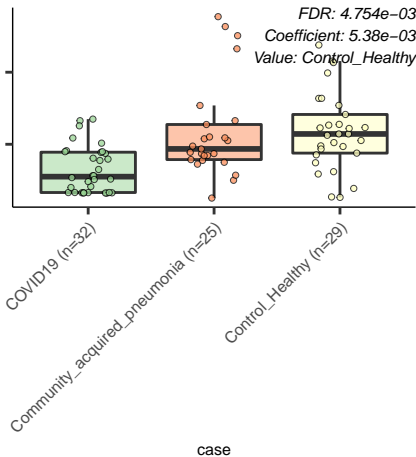 FDR: 4.754e−03
Coefficient: 5.38e−03
Value: Control_Healthy
COVID19 (n=32)
Community_acquired_pneumonia (n=25)
Control_Healthy (n=29)
case